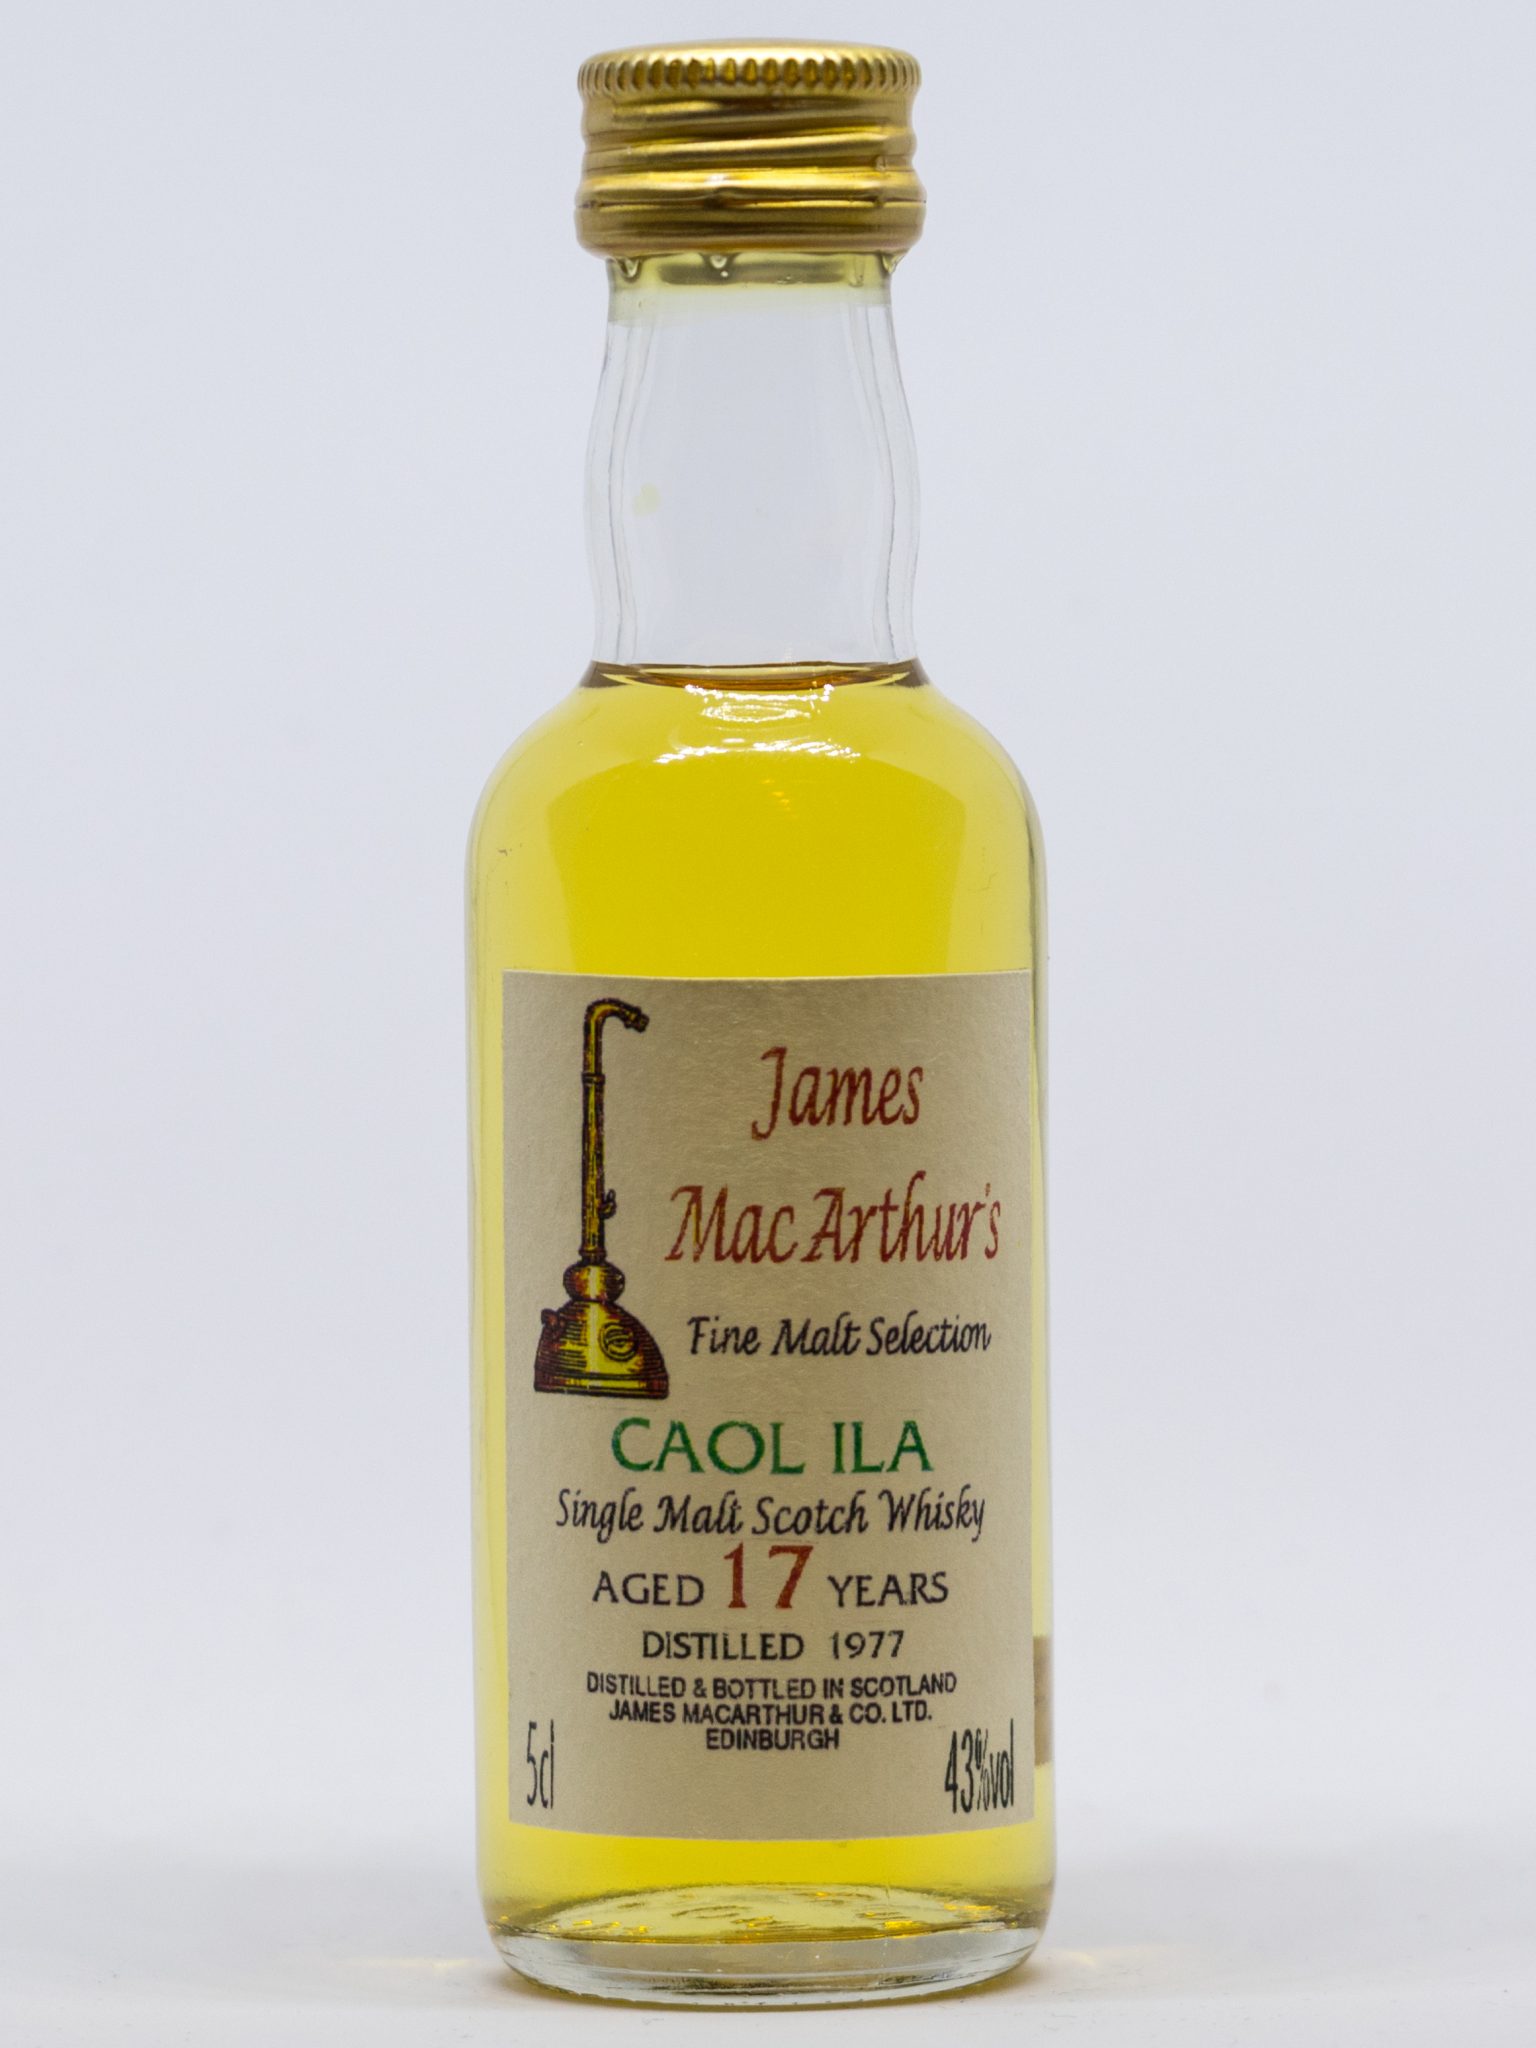 James
MacArthur's
Fine Malt Selection
CAOL ILA
Single Malt Scotch Whisky
AGED 17 YEARS
DISTILLED 1977
DISTILLED & BOTTLED IN SCOTLAND
JAMES MACARTHUR & CO. LTD.
EDINBURGH
5cl
43%vol